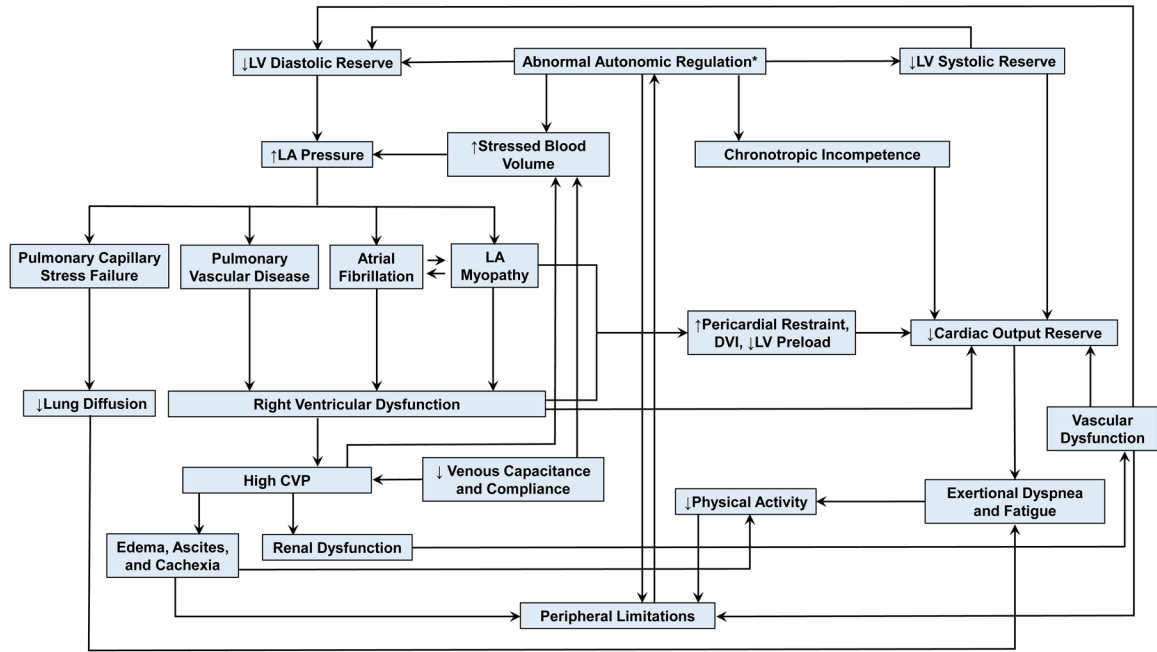 ↓LV Diastolic Reserve
Abnormal Autonomic Regulation*
↓LV Systolic Reserve
↑LA Pressure
↑Stressed Blood
Volume
Chronotropic Incompetence
Pulmonary Capillary
Stress Failure
Pulmonary
Vascular Disease
Atrial
Fibrillation
LA
Myopathy
↑Pericardial Restraint,
DVI, ↓LV Preload
↓Cardiac Output Reserve
↓Lung Diffusion
Right Ventricular Dysfunction
Vascular
Dysfunction
High CVP
↓ Venous Capacitance
and Compliance
↓Physical Activity
Exertional Dyspnea
and Fatigue
Edema, Ascites,
and Cachexia
Renal Dysfunction
Peripheral Limitations